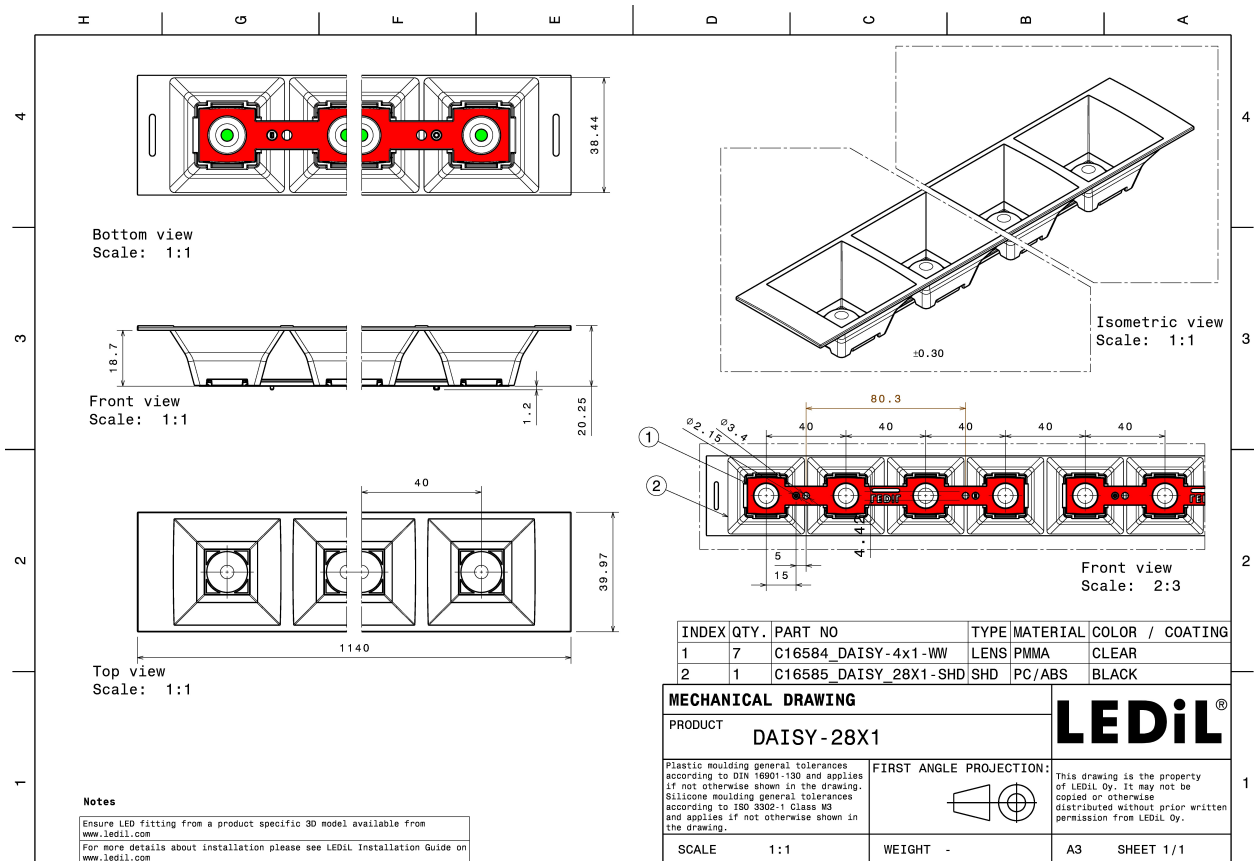 H G F E D C B A
4
38.44
Bottom view
Scale: 1:1
4
3
18.7
1.2
20.25
Front view
Scale: 1:1
Isometric view
Scale: 1:1
±0.30
3
80.3
Φ2.15
Φ3.4
40 40 40 40 40
1
2
LEDiL
4.42
5
15
Front view
Scale: 2:3
2
40
39.97
1140
Top view
Scale: 1:1
2
INDEX QTY. PART NO TYPE MATERIAL COLOR / COATING
1 7 C16584_DAISY-4x1-WW LENS PMMA CLEAR
2 1 C16585_DAISY_28X1-SHD SHD PC/ABS BLACK
MECHANICAL DRAWING
PRODUCT
DAISY-28X1
LEDiL®
Plastic moulding general tolerances
according to DIN 16901-130 and applies
if not otherwise shown in the drawing.
Silicone moulding general tolerances
according to ISO 3302-1 Class M3
and applies if not otherwise shown in
the drawing.
FIRST ANGLE PROJECTION:
This drawing is the property
of LEDiL Oy. It may not be
copied or otherwise
distributed without prior written
permission from LEDiL Oy.
SCALE 1:1
WEIGHT -
A3 SHEET 1/1
1
1
Notes
Ensure LED fitting from a product specific 3D model available from
www.ledil.com
For more details about installation please see LEDiL Installation Guide on
www.ledil.com